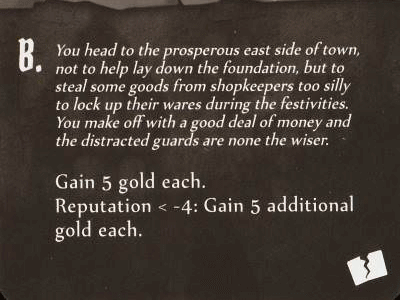 B.
You head to the prosperous east side of town,
not to help lay down the foundation, but to
steal some goods from shopkeepers too silly
to lock up their wares during the festivities.
You make off with a good deal of money and
the distracted guards are none the wiser.
Gain 5 gold each.
Reputation < -4: Gain 5 additional
gold each.